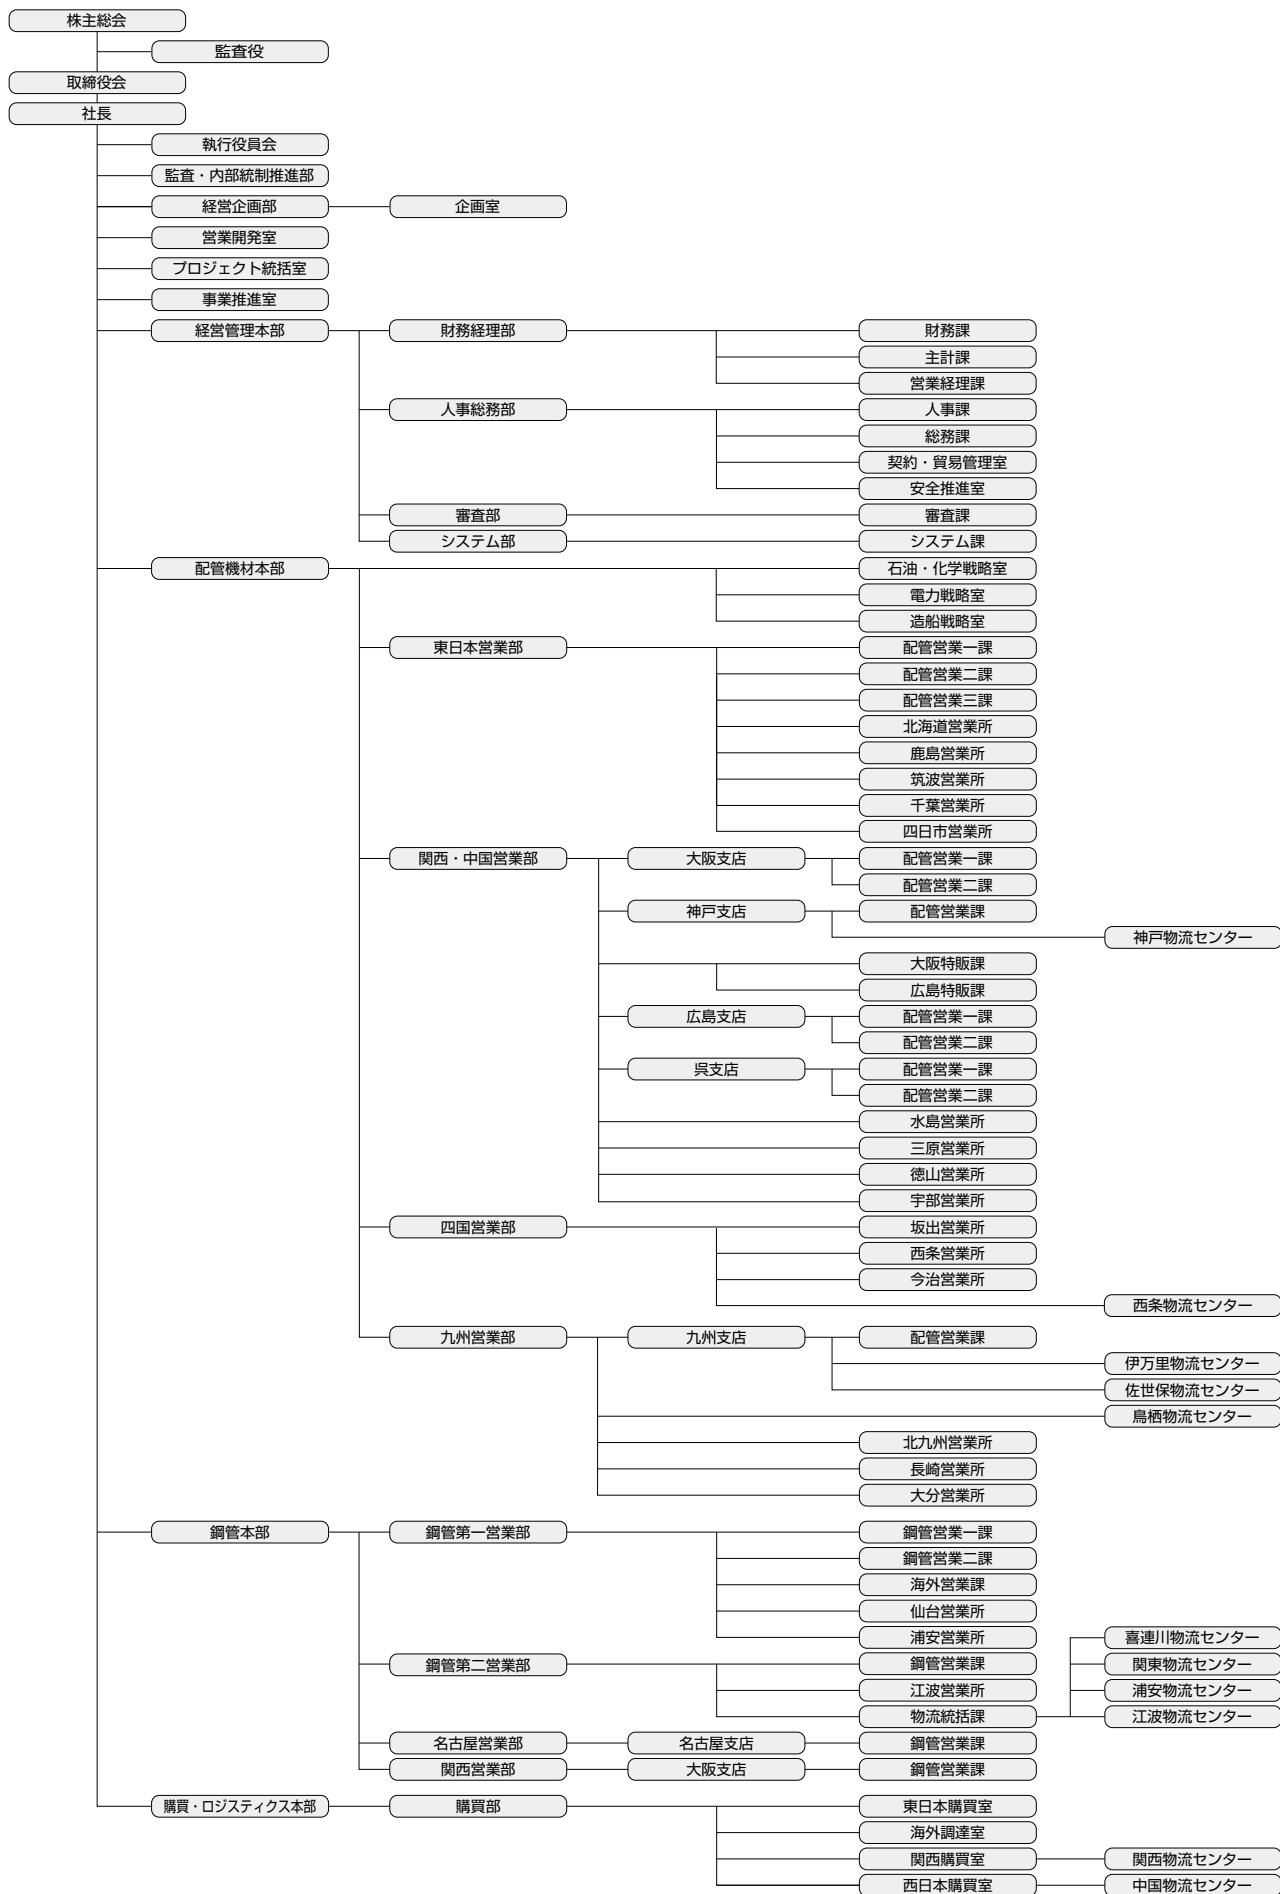 株主総会
監査役
取締役会
社長
執行役員会
監査・内部統制推進部
経営企画部 企画室
営業開発室
プロジェクト統括室
事業推進室
経営管理本部 財務経理部 財務課
主計課
営業経理課
人事総務部 人事課
総務課
契約・貿易管理室
安全推進室
審査部 審査課
システム部 システム課
配管機材本部 石油・化学戦略室
電力戦略室
造船戦略室
東日本営業部 配管営業一課
配管営業二課
配管営業三課
北海道営業所
鹿島営業所
筑波営業所
千葉営業所
四日市営業所
関西・中国営業部 大阪支店 配管営業一課
配管営業二課
神戸支店 配管営業課
神戸物流センター
大阪特販課
広島特販課
広島支店 配管営業一課
配管営業二課
呉支店 配管営業一課
配管営業二課
水島営業所
三原営業所
徳山営業所
宇部営業所
四国営業部 坂出営業所
西条営業所
今治営業所
西条物流センター
九州営業部 九州支店 配管営業課
伊万里物流センター
佐世保物流センター
鳥栖物流センター
北九州営業所
長崎営業所
大分営業所
鋼管本部 鋼管第一営業部 鋼管営業一課
鋼管営業二課
海外営業課
仙台営業所
浦安営業所 喜連川物流センター
鋼管第二営業部 鋼管営業課 関東物流センター
江波営業所 浦安物流センター
物流統括課 江波物流センター
名古屋営業部 名古屋支店 鋼管営業課
関西営業部 大阪支店 鋼管営業課
購買・ロジスティクス本部 購買部 東日本購買室
海外調達室
関西購買室 関西物流センター
西日本購買室 中国物流センター